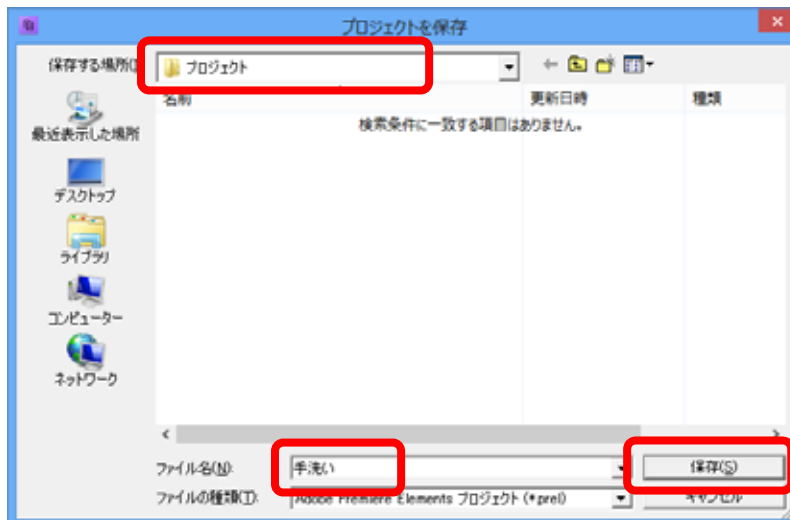 プロジェクトを保存
保存する場所(I
プロジェクト
名前 更新日時 種類
検索条件に一致する項目はありません。
最近表示した場所
デスクトップ
ライブラリ
コンピューター
ネットワーク
ファイル名(N): 手洗い 保存(S)
ファイルの種類(T): Adobe Premiere Elements プロジェクト (*.prel) キャンセル